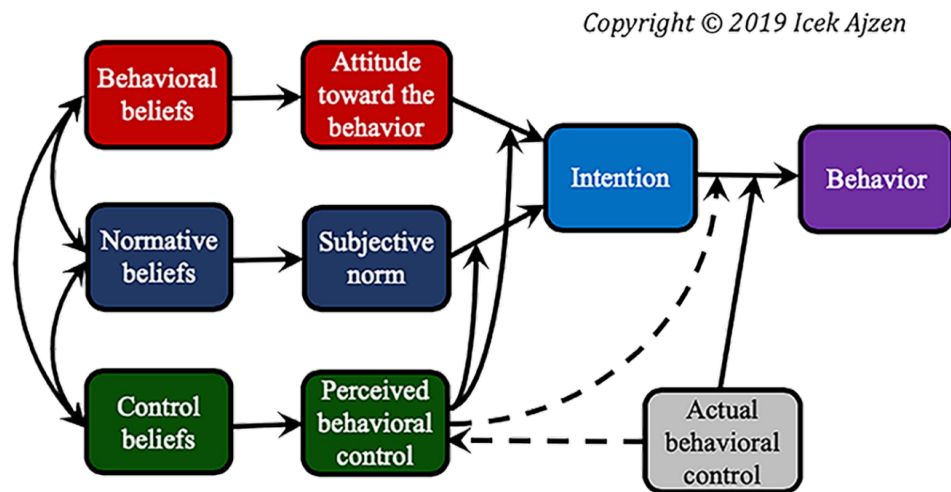 Copyright © 2019 Icek Ajzen
Behavioral
beliefs
Attitude
toward the
behavior
Intention
Behavior
Normative
beliefs
Subjective
norm
Control
beliefs
Perceived
behavioral
control
Actual
behavioral
control